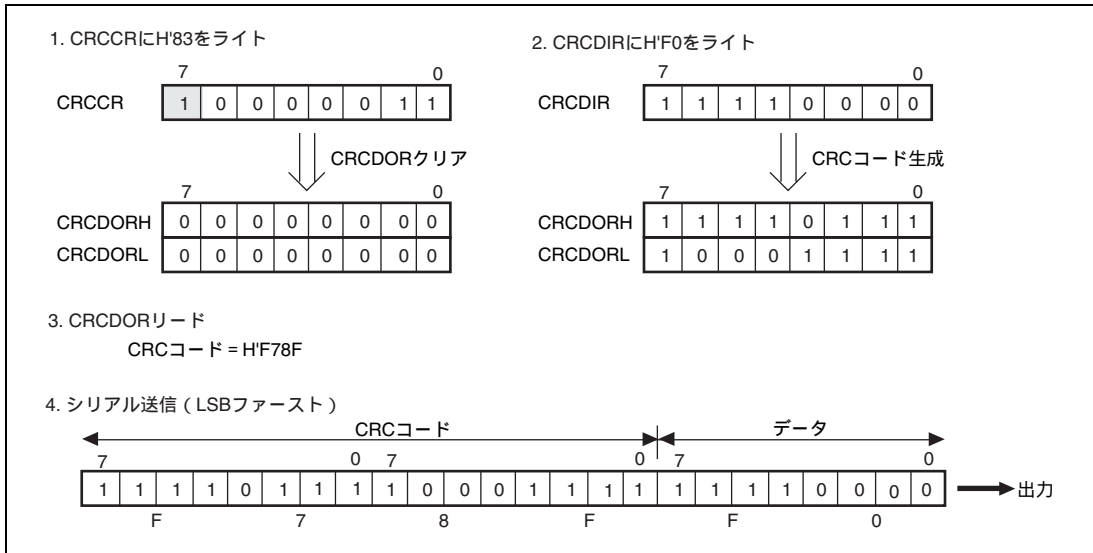 1. CRCCRにH'83をライト
7 0
CRCCR 1 0 0 0 0 0 1 1
CRCDORクリア
7 0
CRCDORH 0 0 0 0 0 0 0 0
CRCDORL 0 0 0 0 0 0 0 0
2. CRCDIRにH'F0をライト
7 0
CRCDIR 1 1 1 1 0 0 0 0
CRCコード生成
7 0
CRCDORH 1 1 1 1 0 1 1 1
CRCDORL 1 0 0 0 1 1 1 1
3. CRCDORリード
CRCコード = H'F78F
4. シリアル送信（LSBファースト）
CRCコード データ
7 0 7 0 7 0
1 1 1 1 0 1 1 1 1 0 0 0 1 1 1 1 1 1 1 1 0 0 0 0 出力
F 7 8 F F 0